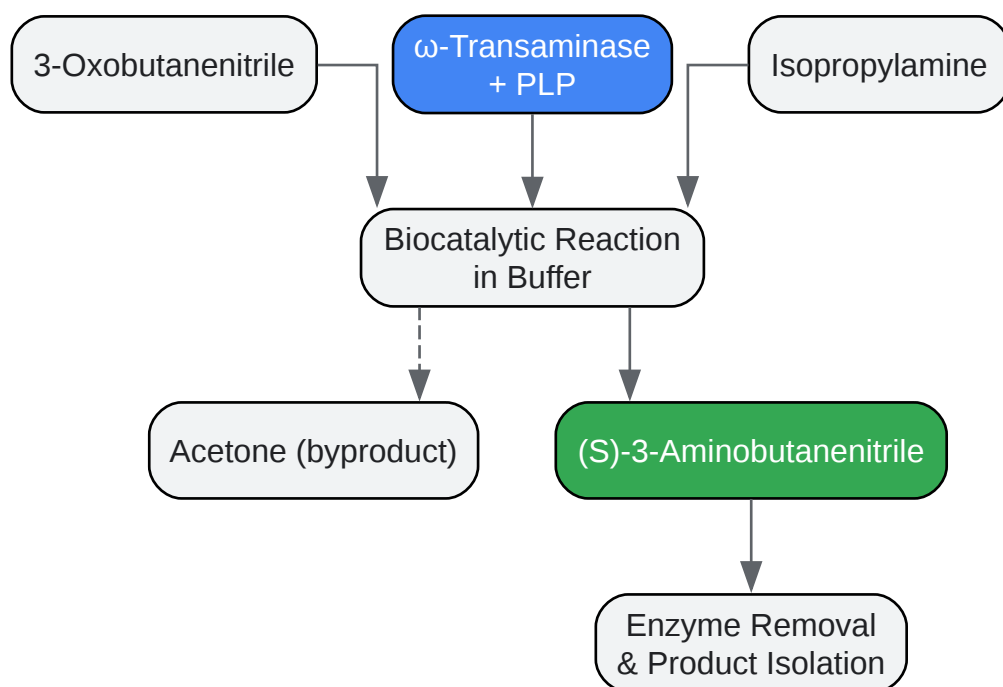 3-Oxobutanenitrile
ω-Transaminase
+ PLP
Isopropylamine
Biocatalytic Reaction
in Buffer
Acetone (byproduct)
(S)-3-Aminobutanenitrile
Enzyme Removal
& Product Isolation